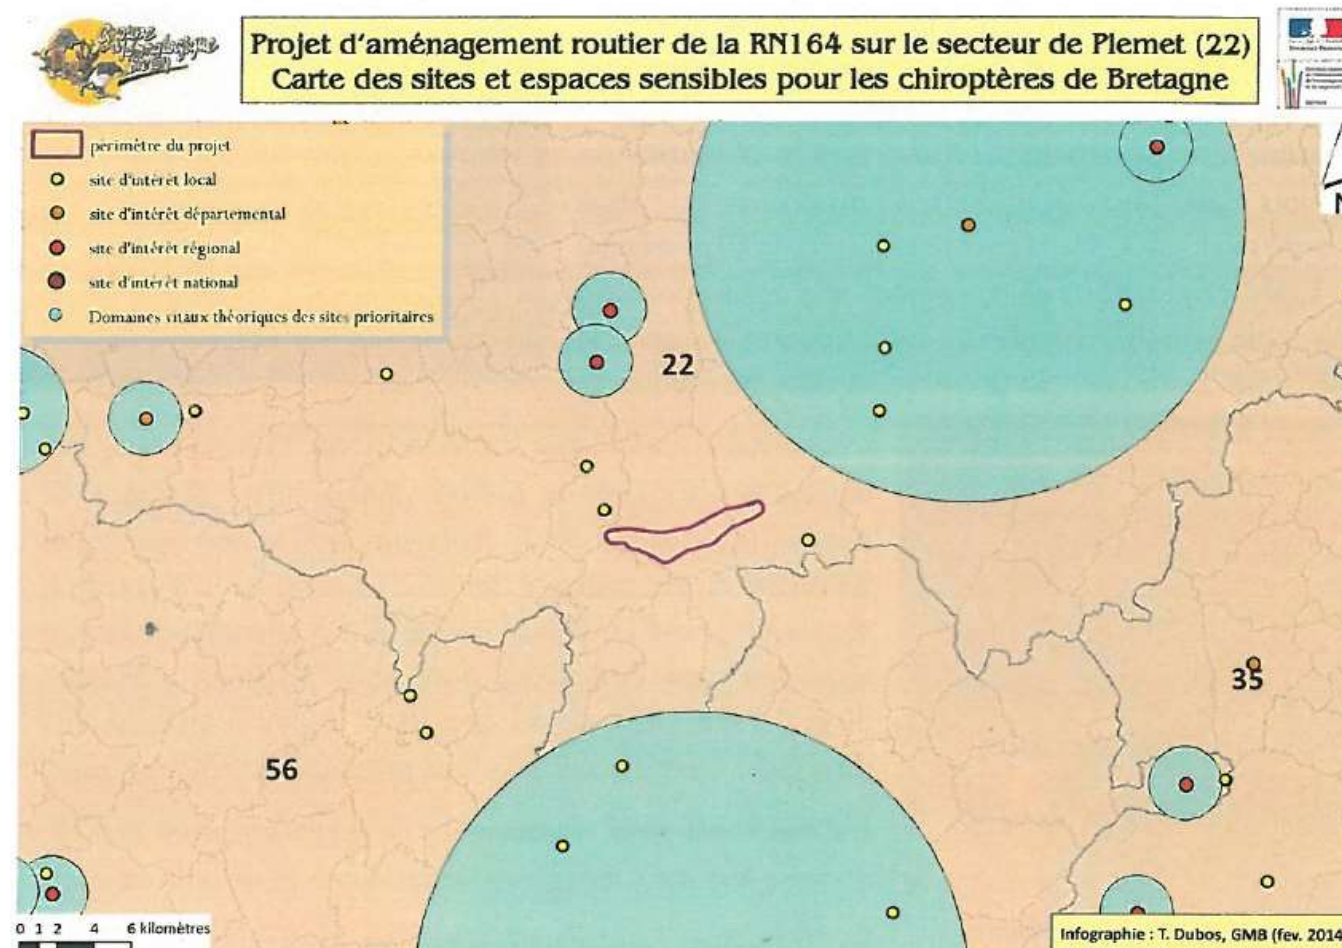 Projet d'aménagement routier de la RN164 sur le secteur de Plemet (22)
Carte des sites et espaces sensibles pour les chiroptères de Bretagne
périmètre du projet
site d'intérêt local
site d'intérêt départemental
site d'intérêt régional
site d'intérêt national
Domaines vitaux théoriques des sites prioritaires
22
35
56
0 1 2 4 6 kilomètres
Infographie : T. Dubos, GMB (fev. 2014